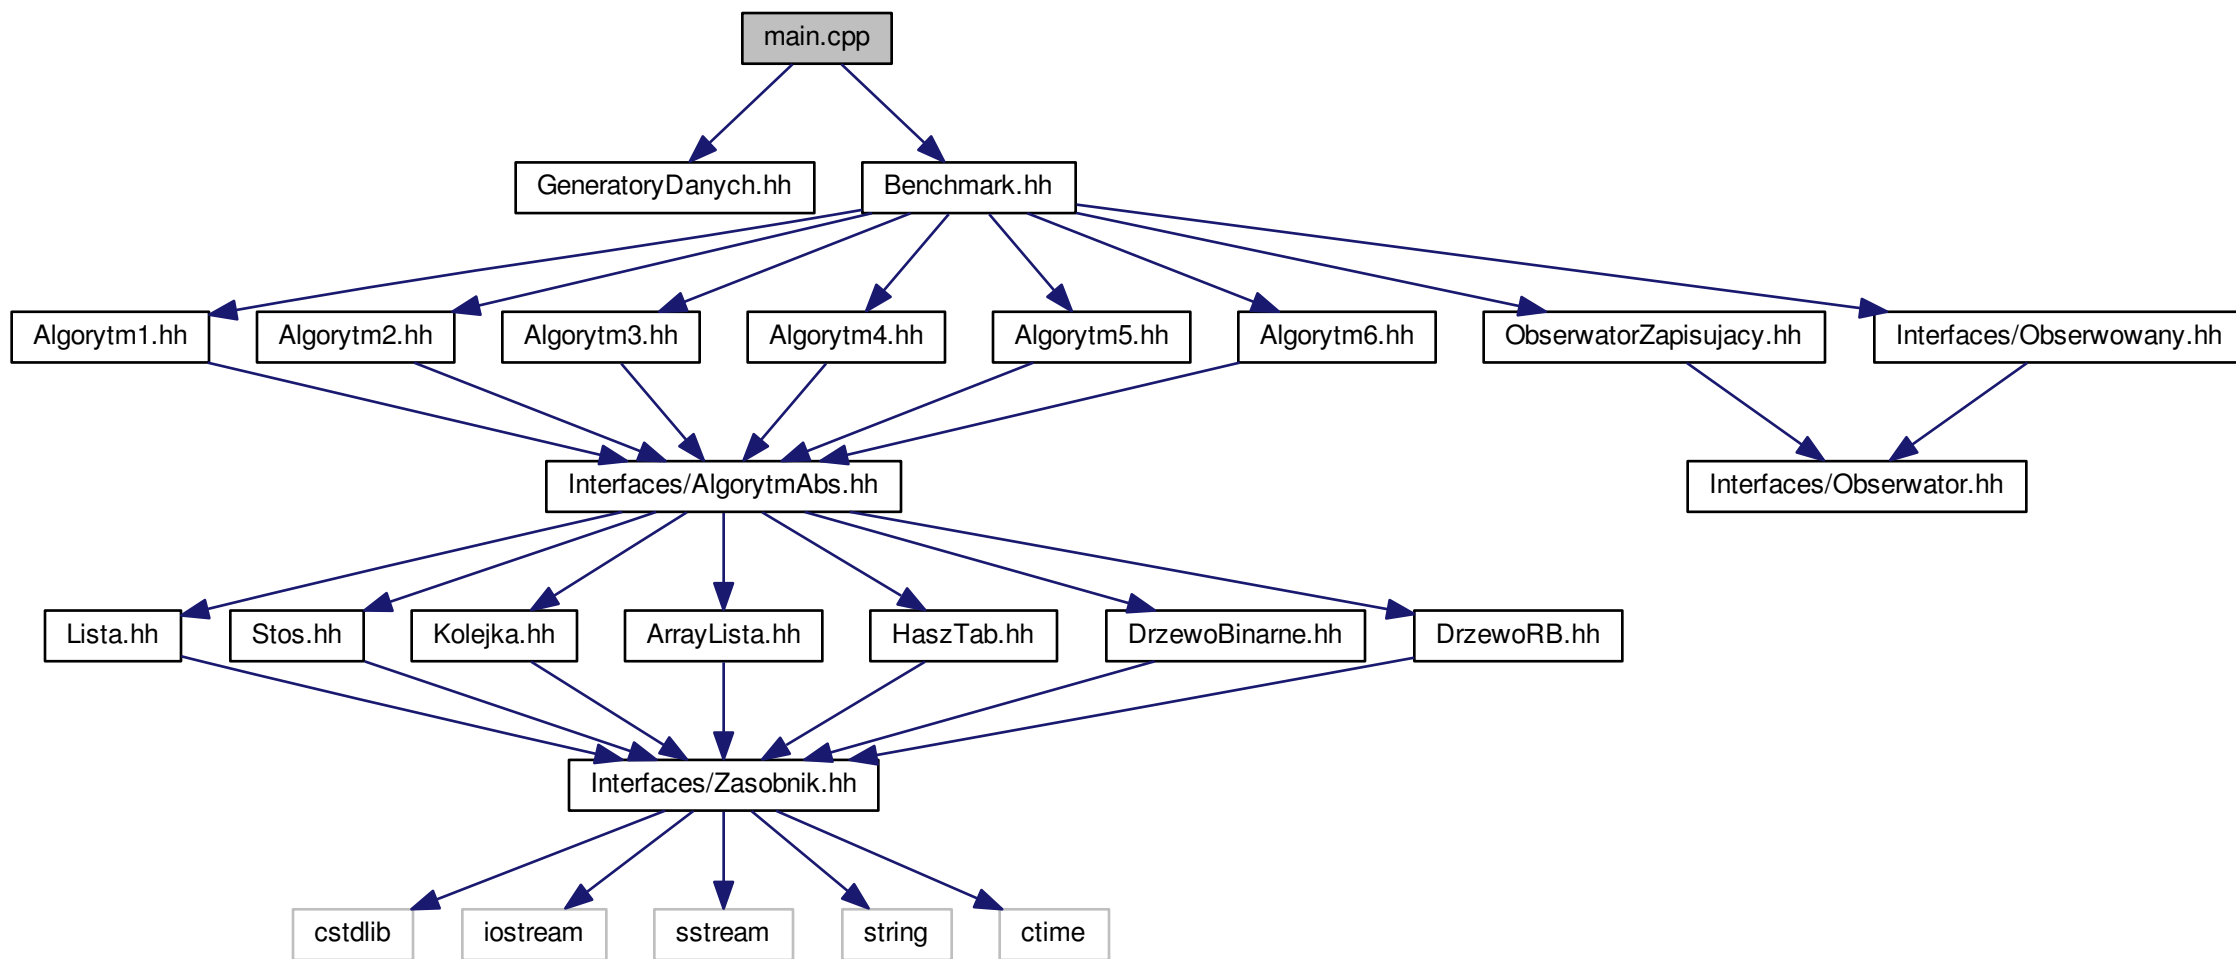 main.cpp
GeneratoryDanych.hh
Benchmark.hh
Algorytm1.hh
Algorytm2.hh
Algorytm3.hh
Algorytm4.hh
Algorytm5.hh
Algorytm6.hh
ObserwatorZapisujacy.hh
Interfaces/Obserwowany.hh
Interfaces/AlgorytmAbs.hh
Interfaces/Obserwator.hh
Lista.hh
Stos.hh
Kolejka.hh
ArrayLista.hh
HaszTab.hh
DrzewoBinarne.hh
DrzewoRB.hh
Interfaces/Zasobnik.hh
cstdlib
iostream
sstream
string
ctime